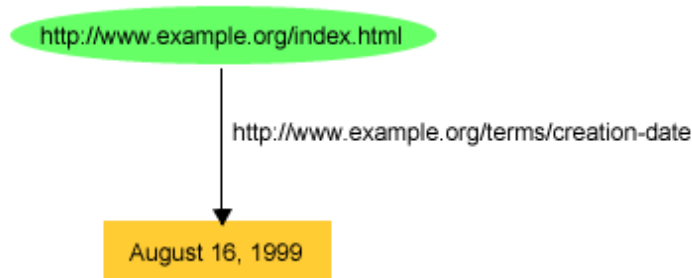 http://www.example.org/index.html
http://www.example.org/terms/creation-date
August 16, 1999